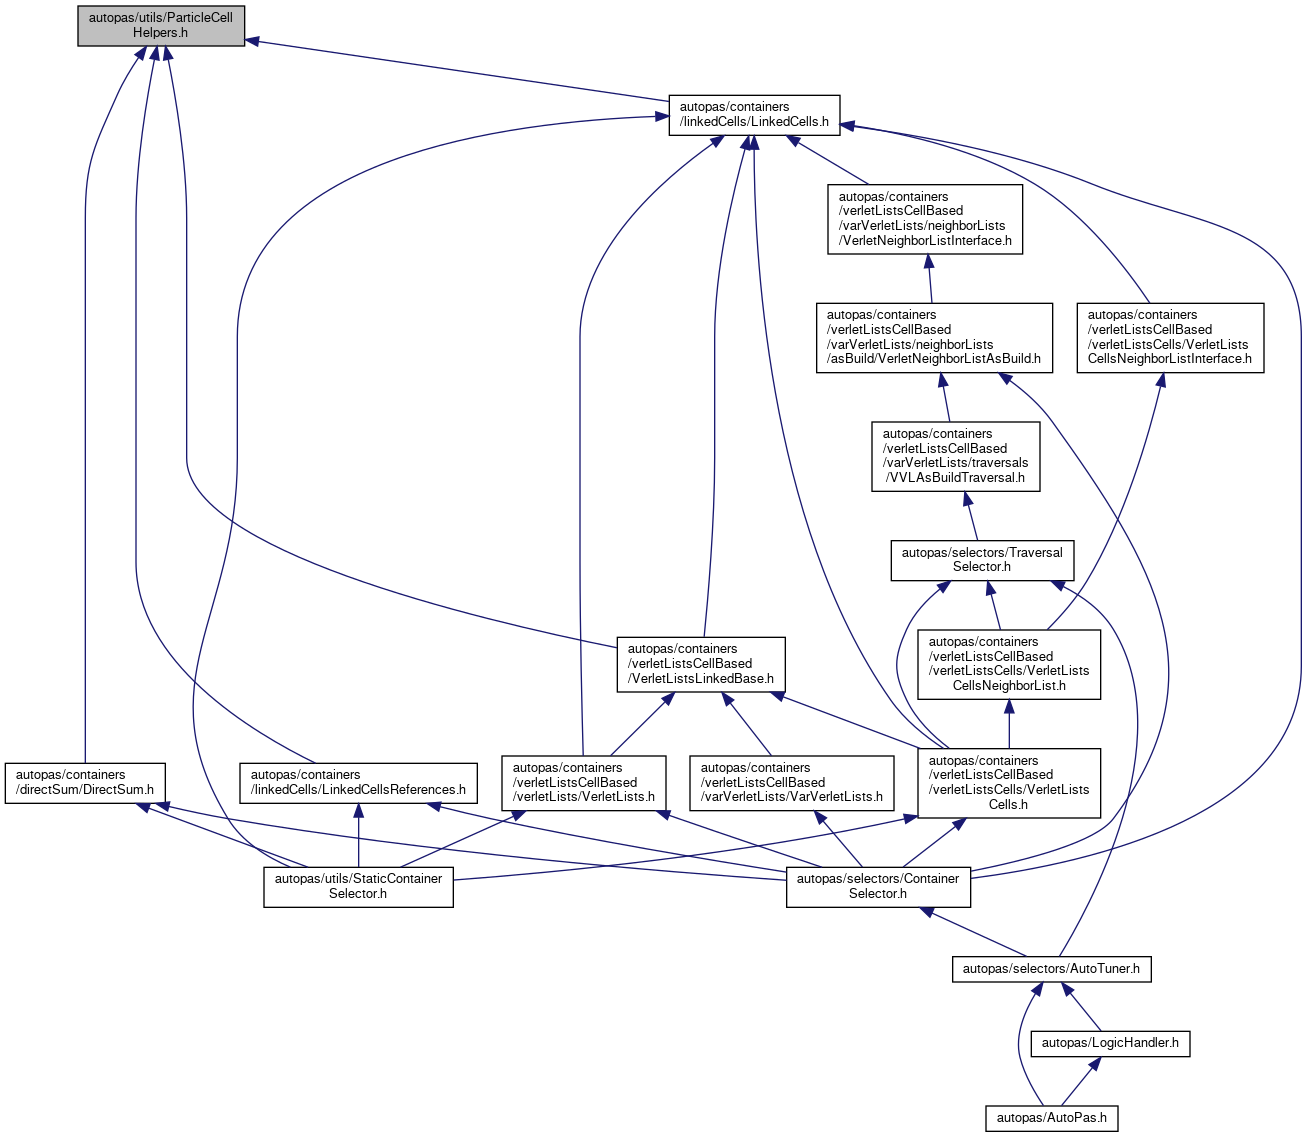 autopas/utils/ParticleCell
Helpers.h
autopas/containers
/linkedCells/LinkedCells.h
autopas/containers
/verletListsCellBased
/varVerletLists/neighborLists
/VerletNeighborListInterface.h
autopas/containers
/verletListsCellBased
/varVerletLists/neighborLists
/asBuild/VerletNeighborListAsBuild.h
autopas/containers
/verletListsCellBased
/verletListsCells/VerletLists
CellsNeighborListInterface.h
autopas/containers
/verletListsCellBased
/varVerletLists/traversals
/VVLAsBuildTraversal.h
autopas/selectors/Traversal
Selector.h
autopas/containers
/verletListsCellBased
/VerletListsLinkedBase.h
autopas/containers
/verletListsCellBased
/verletListsCells/VerletLists
CellsNeighborList.h
autopas/containers
/directSum/DirectSum.h
autopas/containers
/linkedCells/LinkedCellsReferences.h
autopas/containers
/verletListsCellBased
/verletLists/VerletLists.h
autopas/containers
/verletListsCellBased
/varVerletLists/VarVerletLists.h
autopas/containers
/verletListsCellBased
/verletListsCells/VerletLists
Cells.h
autopas/utils/StaticContainer
Selector.h
autopas/selectors/Container
Selector.h
autopas/selectors/AutoTuner.h
autopas/LogicHandler.h
autopas/AutoPas.h